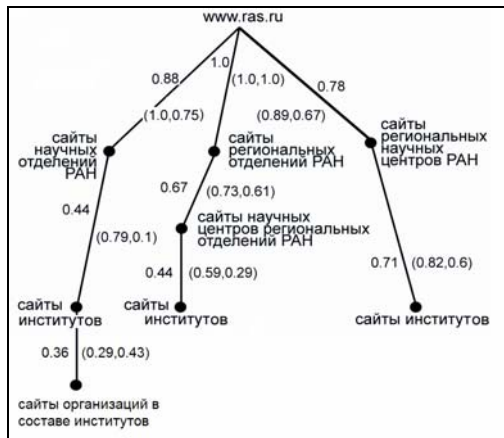 www.ras.ru
0.88
1.0
(1.0,1.0)
0.78
(1.0,0.75)
(0.89,0.67)
сайты
научных
отделений
РАН
сайты
региональных
отделений РАН
сайты
региональных
научных
центров РАН
0.67
(0.73,0.61)
0.44
(0.79,0.1)
сайты научных
центров региональных
отделений РАН
0.44
(0.59,0.29)
0.71
(0.82,0.6)
сайты
институтов
сайты
институтов
сайты институтов
0.36
(0.29,0.43)
сайты организаций в
составе институтов